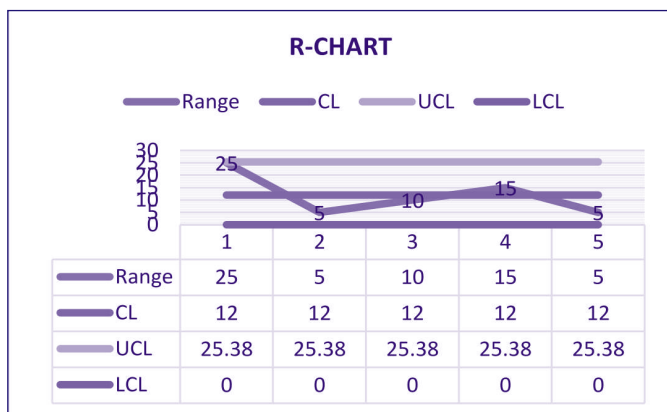 R-CHART
Range CL UCL LCL
30
25
20
15
10
5
0
25 5 10 15 5
1 2 3 4 5
Range 25 5 10 15 5
CL 12 12 12 12 12
UCL 25.38 25.38 25.38 25.38 25.38
LCL 0 0 0 0 0